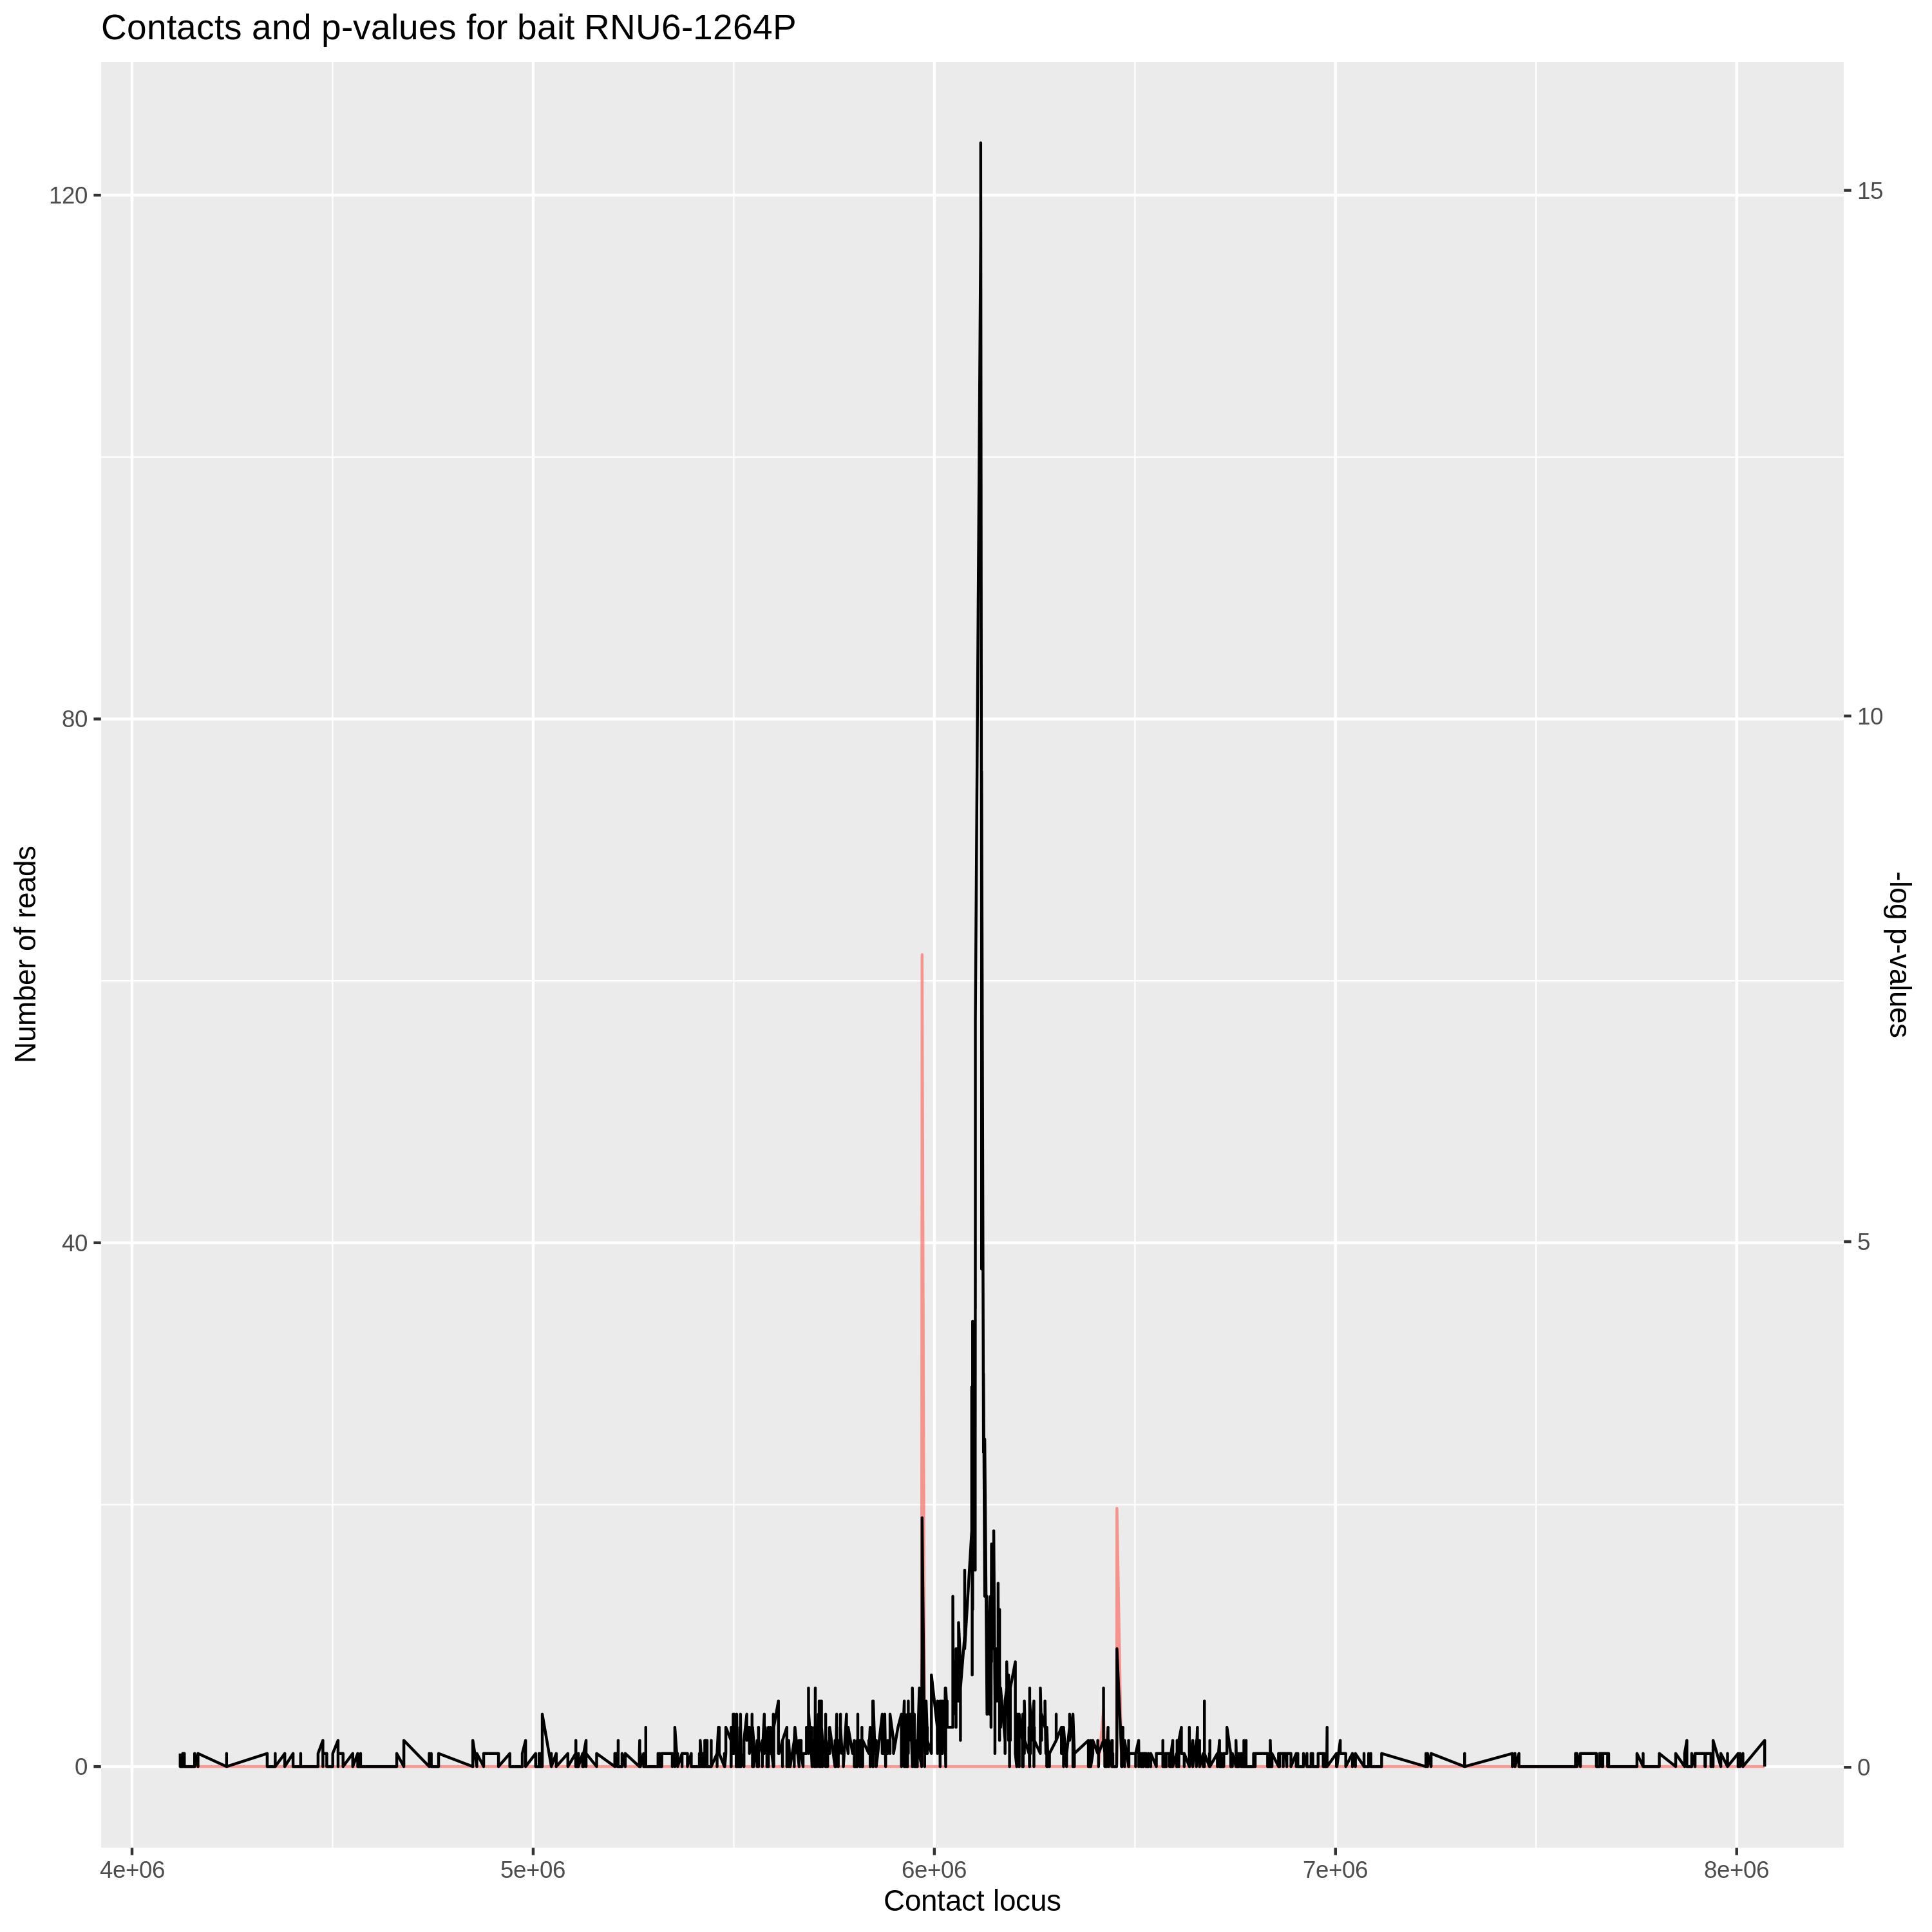 Contacts and p-values for bait RNU6-1264P
120
80
40
0
15
10
5
0
Number of reads
-log p-values
4e+06 5e+06 6e+06 7e+06 8e+06
Contact locus